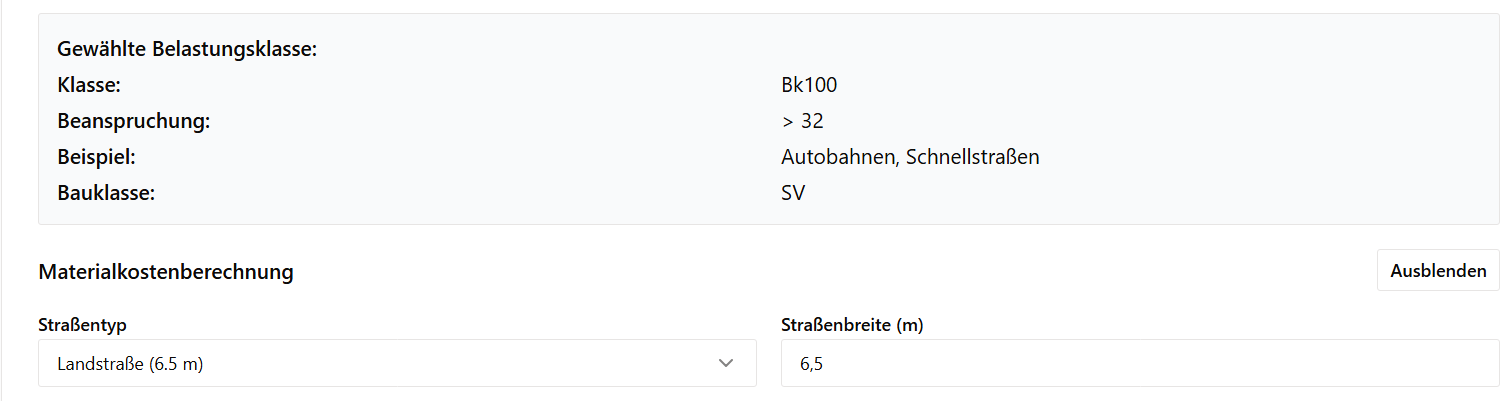 Gewählte Belastungsklasse:
Klasse: Bk100
Beanspruchung: > 32
Beispiel: Autobahnen, Schnellstraßen
Bauklasse: SV
Materialkostenberechnung Ausblenden
Straßentyp Straßenbreite (m)
Landstraße (6.5 m) 6,5